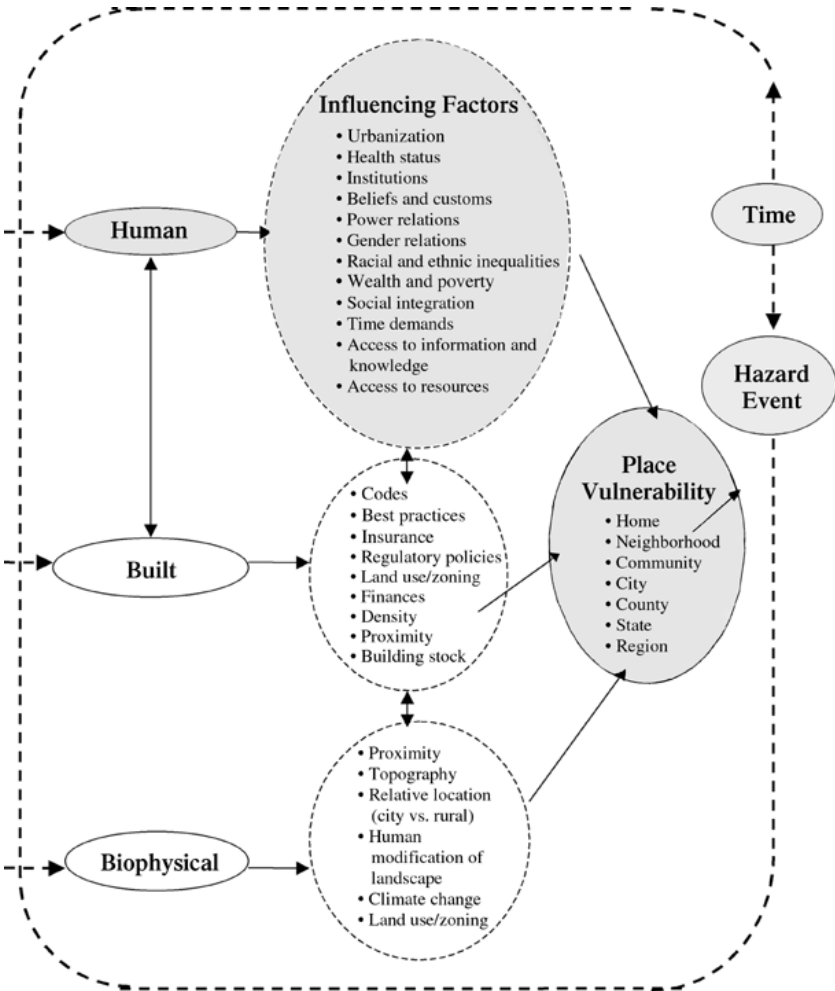 Influencing Factors
• Urbanization
• Health status
• Institutions
• Beliefs and customs
• Power relations
• Gender relations
• Racial and ethnic inequalities
• Wealth and poverty
• Social integration
• Time demands
• Access to information and
knowledge
• Access to resources
Human
Time
Hazard
Event
Place
Vulnerability
• Home
• Neighborhood
• Community
• City
• County
• State
• Region
Built
• Codes
• Best practices
• Insurance
• Regulatory policies
• Land use/zoning
• Finances
• Density
• Proximity
• Building stock
Biophysical
• Proximity
• Topography
• Relative location
(city vs. rural)
• Human
modification of
landscape
• Climate change
• Land use/zoning